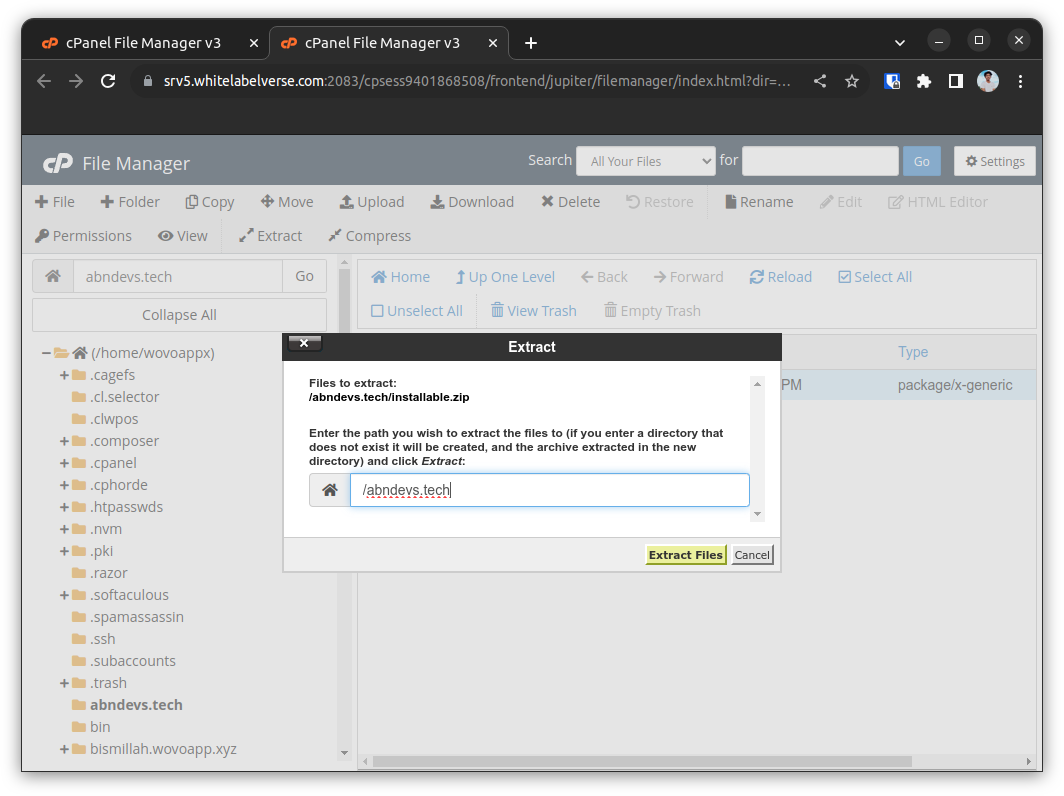 cPanel File Manager v3
cPanel File Manager v3
srv5.whitelabelverse.com:2083/cpsess9401868508/frontend/jupiter/filemanager/index.html?dir=...
cP File Manager
Search All Your Files for Go Settings
File Folder Copy Move Upload Download Delete Restore Rename Edit HTML Editor
Permissions View Extract Compress
abndevs.tech Go
Collapse All
Home Up One Level Back Forward Reload Select All
Unselect All View Trash Empty Trash
Type
PM package/x-generic
(/home/wovoappx)
.cagefs
.cl.selector
.clwpos
.composer
.cpanel
.cphorde
.htpasswds
.nvm
.pki
.razor
.softaculous
.spamassassin
.ssh
.subaccounts
.trash
abndevs.tech
bin
bismillah.wovoapp.xyz
Extract
Files to extract:
/abndevs.tech/installable.zip
Enter the path you wish to extract the files to (if you enter a directory that
does not exist it will be created, and the archive extracted in the new
directory) and click Extract:
/abndevs.tech
Extract Files Cancel